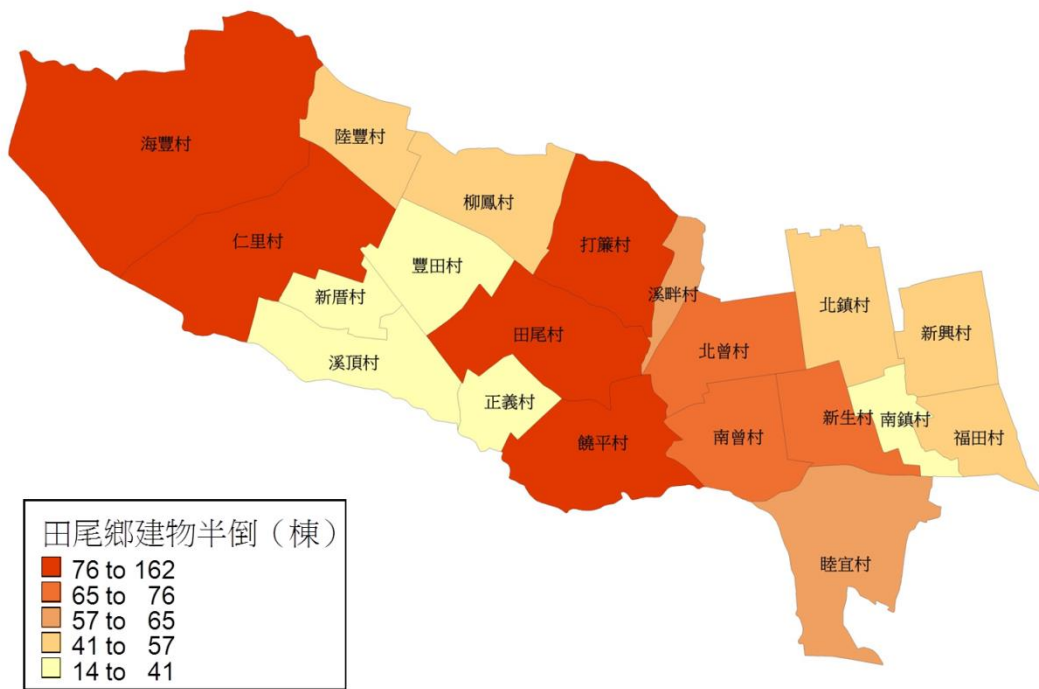 海豐村
陸豐村
柳鳳村
仁里村
打簾村
豐田村
新厝村
溪畔村
北鎮村
田尾村
北曾村
新興村
溪頂村
正義村
新生村
南鎮村
饒平村
南曾村
福田村
睦宜村
田尾鄉建物半倒（棟）
76 to 162
65 to 76
57 to 65
41 to 57
14 to 41